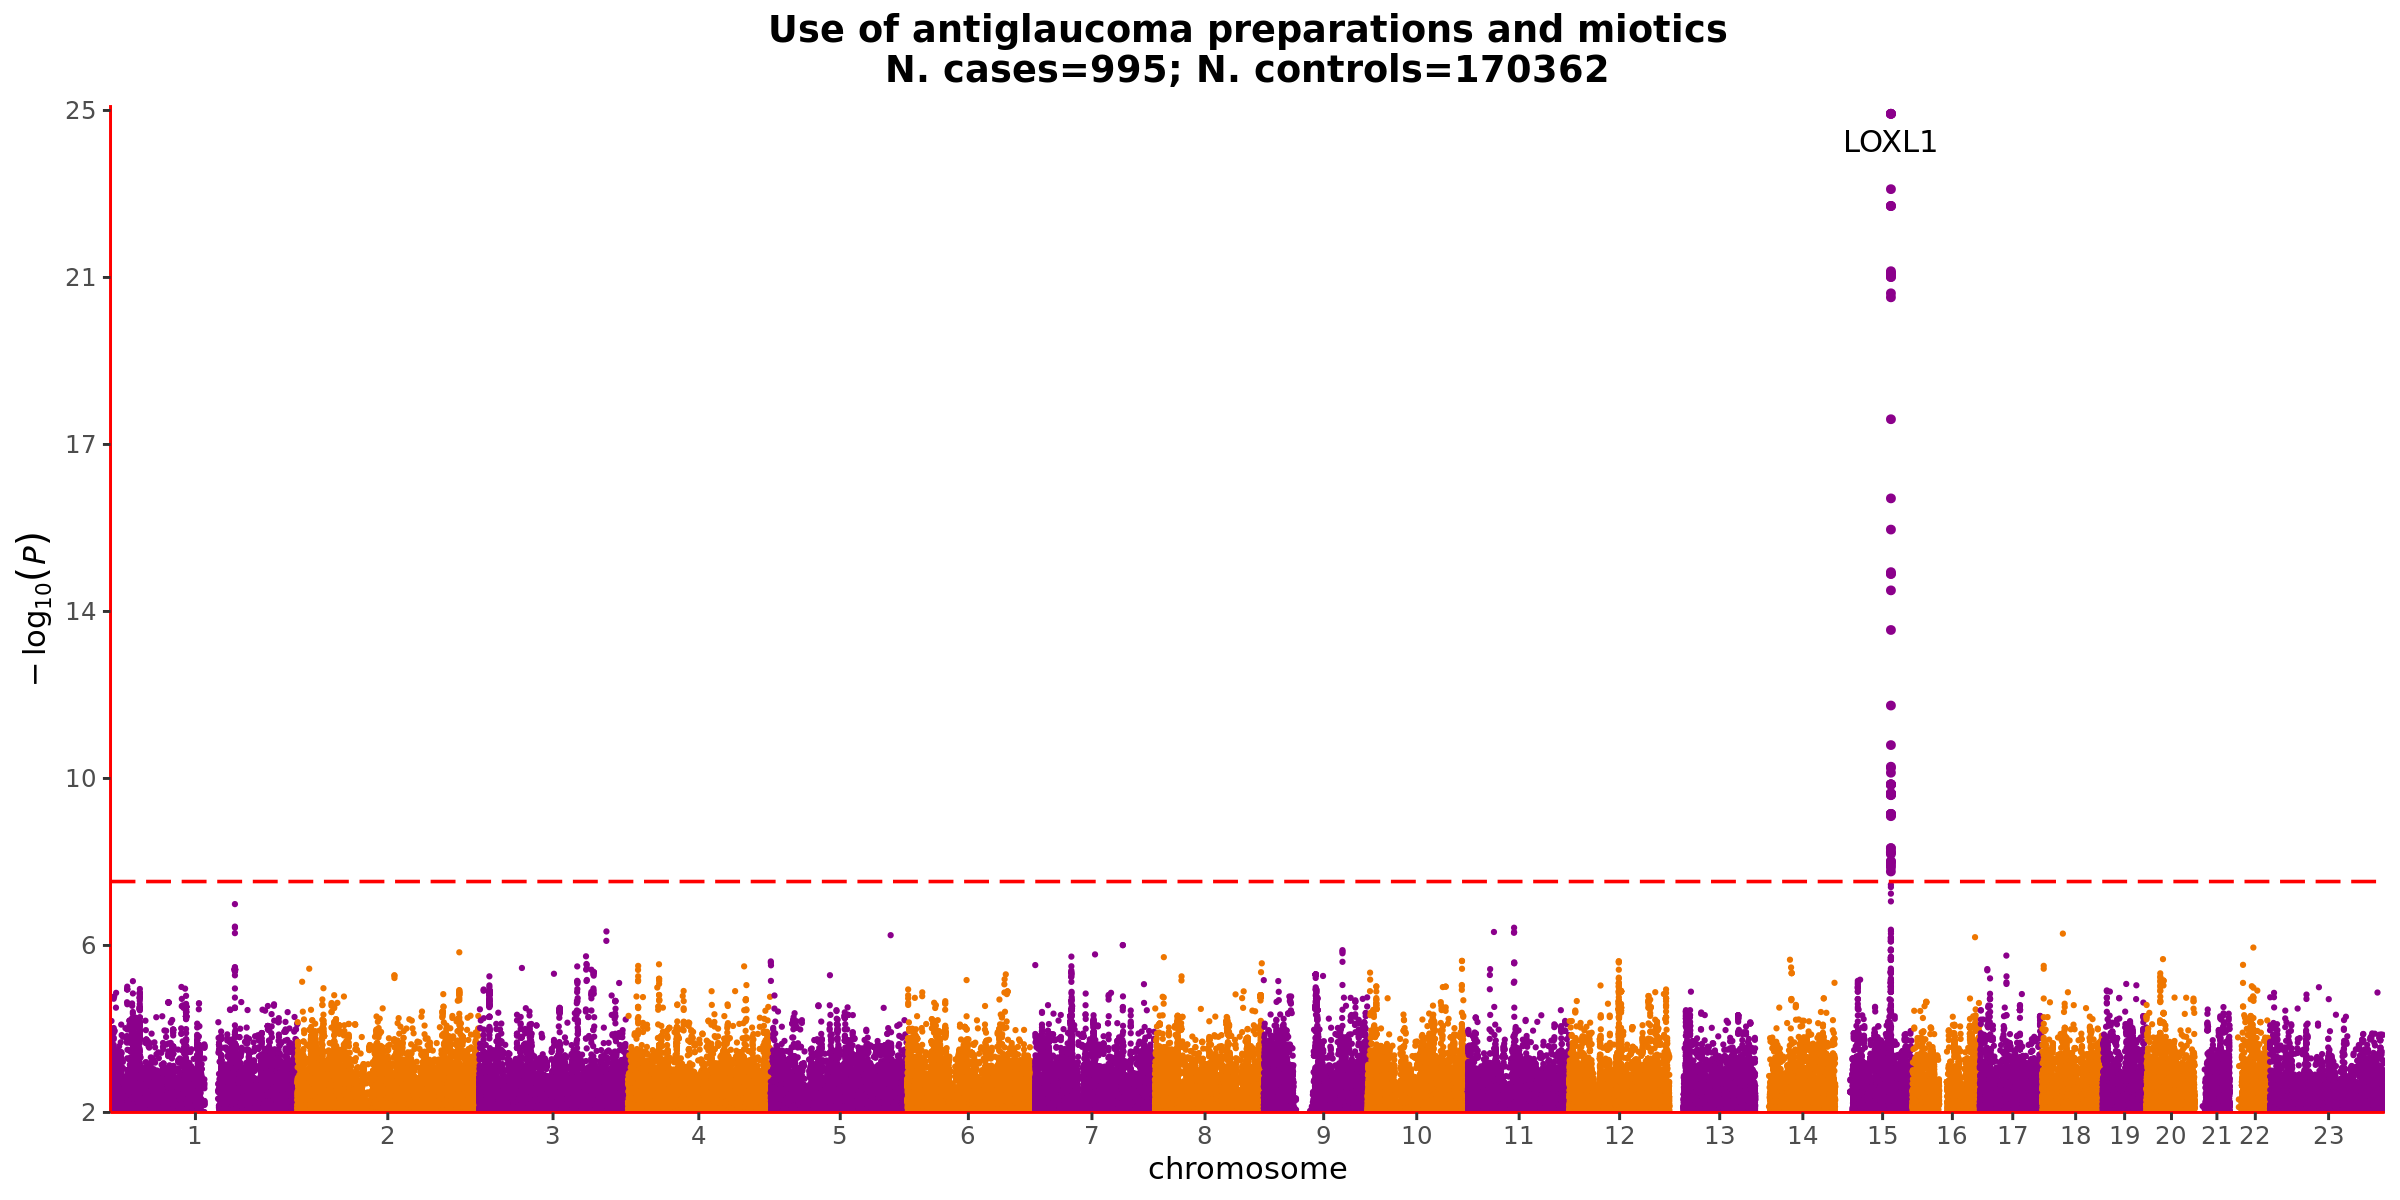 Use of antiglaucoma preparations and miotics
N. cases=995; N. controls=170362
25
LOXL1
21
17
14
10
6
2
−log10(P)
1 2 3 4 5 6 7 8 9 10 11 12 13 14 15 16 17 18 19 20 21 22 23
chromosome